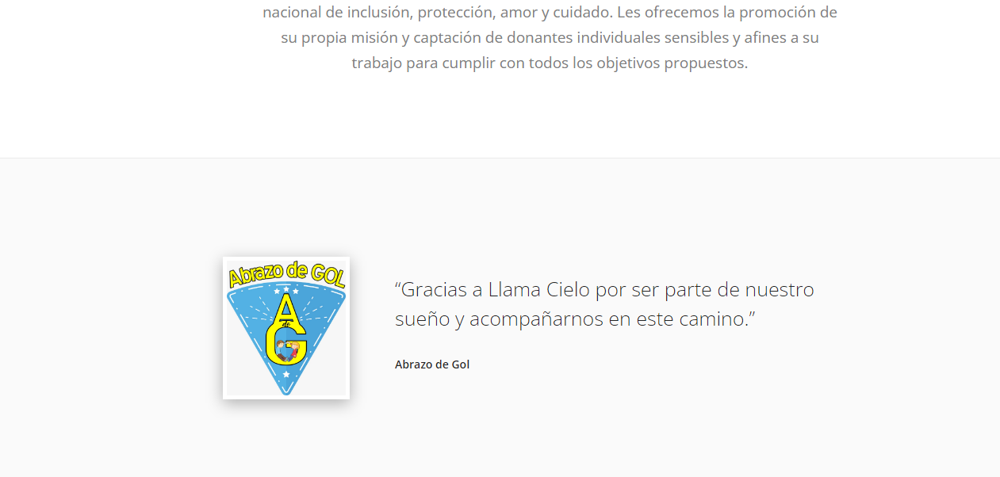 nacional de inclusión, protección, amor y cuidado. Les ofrecemos la promoción de
su propia misión y captación de donantes individuales sensibles y afines a su
trabajo para cumplir con todos los objetivos propuestos.
Abrazo de GOL
A
de
G
“Gracias a Llama Cielo por ser parte de nuestro
sueño y acompañarnos en este camino.”
Abrazo de Gol